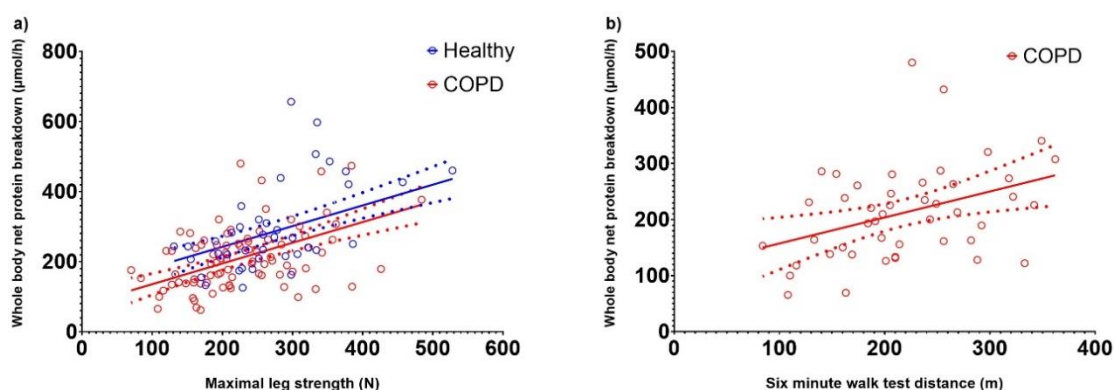 a)
Whole body net protein breakdown (µmol/h)
800
600
400
200
0
0 100 200 300 400 500 600
Maximal leg strength (N)
Healthy
COPD
b)
Whole body net protein breakdown (µmol/h)
500
400
300
200
100
0
0 100 200 300 400
Six minute walk test distance (m)
COPD